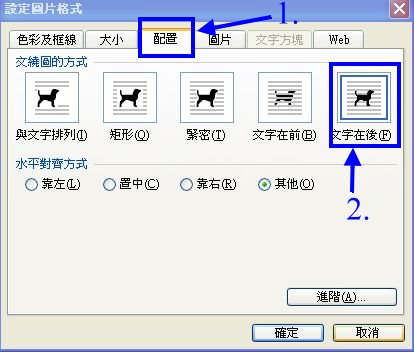 設定圖片格式
1.
色彩及框線 大小 配置 圖片 文字方塊 Web
文繞圖的方式
與文字排列(I) 矩形(Q) 緊密(T) 文字在前(B) 文字在後(F)
水平對齊方式
靠左(L) 置中(C) 靠右(R) 其他(O)
2.
進階(A)...
確定 取消